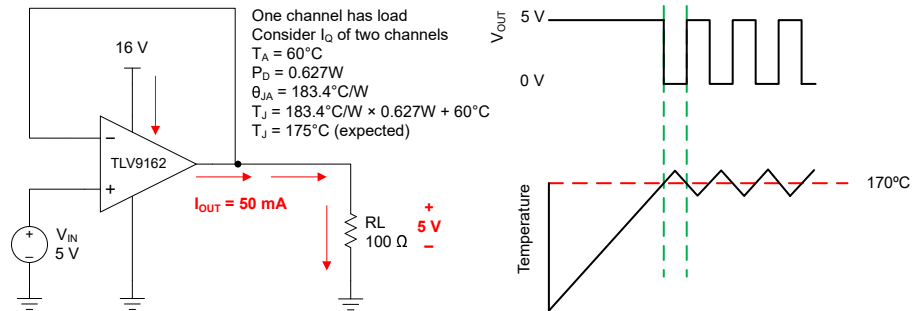 One channel has load
Consider IQ of two channels
TA = 60°C
PD = 0.627W
θJA = 183.4°C/W
TJ = 183.4°C/W × 0.627W + 60°C
TJ = 175°C (expected)
16 V
−
+
TLV9162
IOUT = 50 mA
+
−
VIN
5 V
RL
100 Ω
+
5 V
−
VOUT
5 V
0 V
Temperature
170ºC